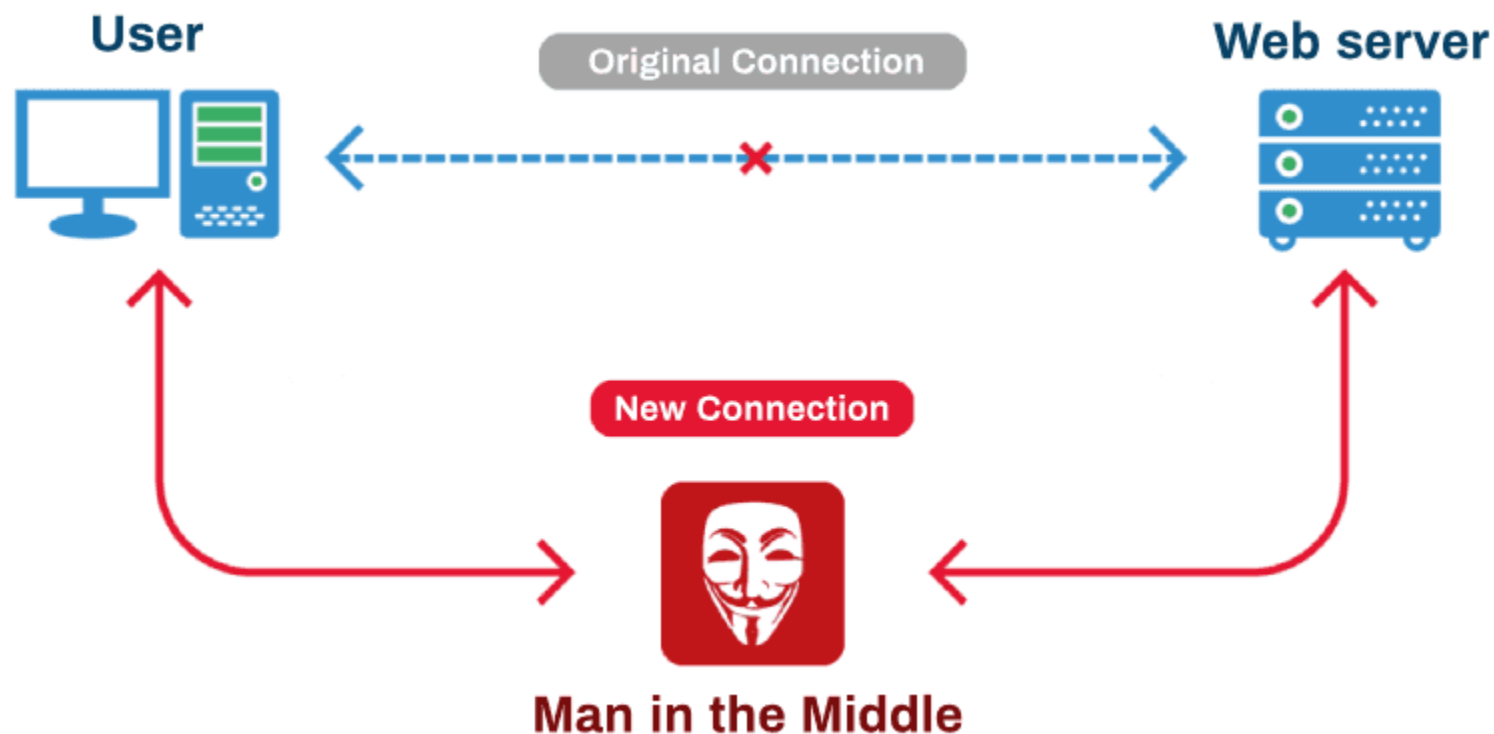 User
Original Connection
Web server
New Connection
Man in the Middle